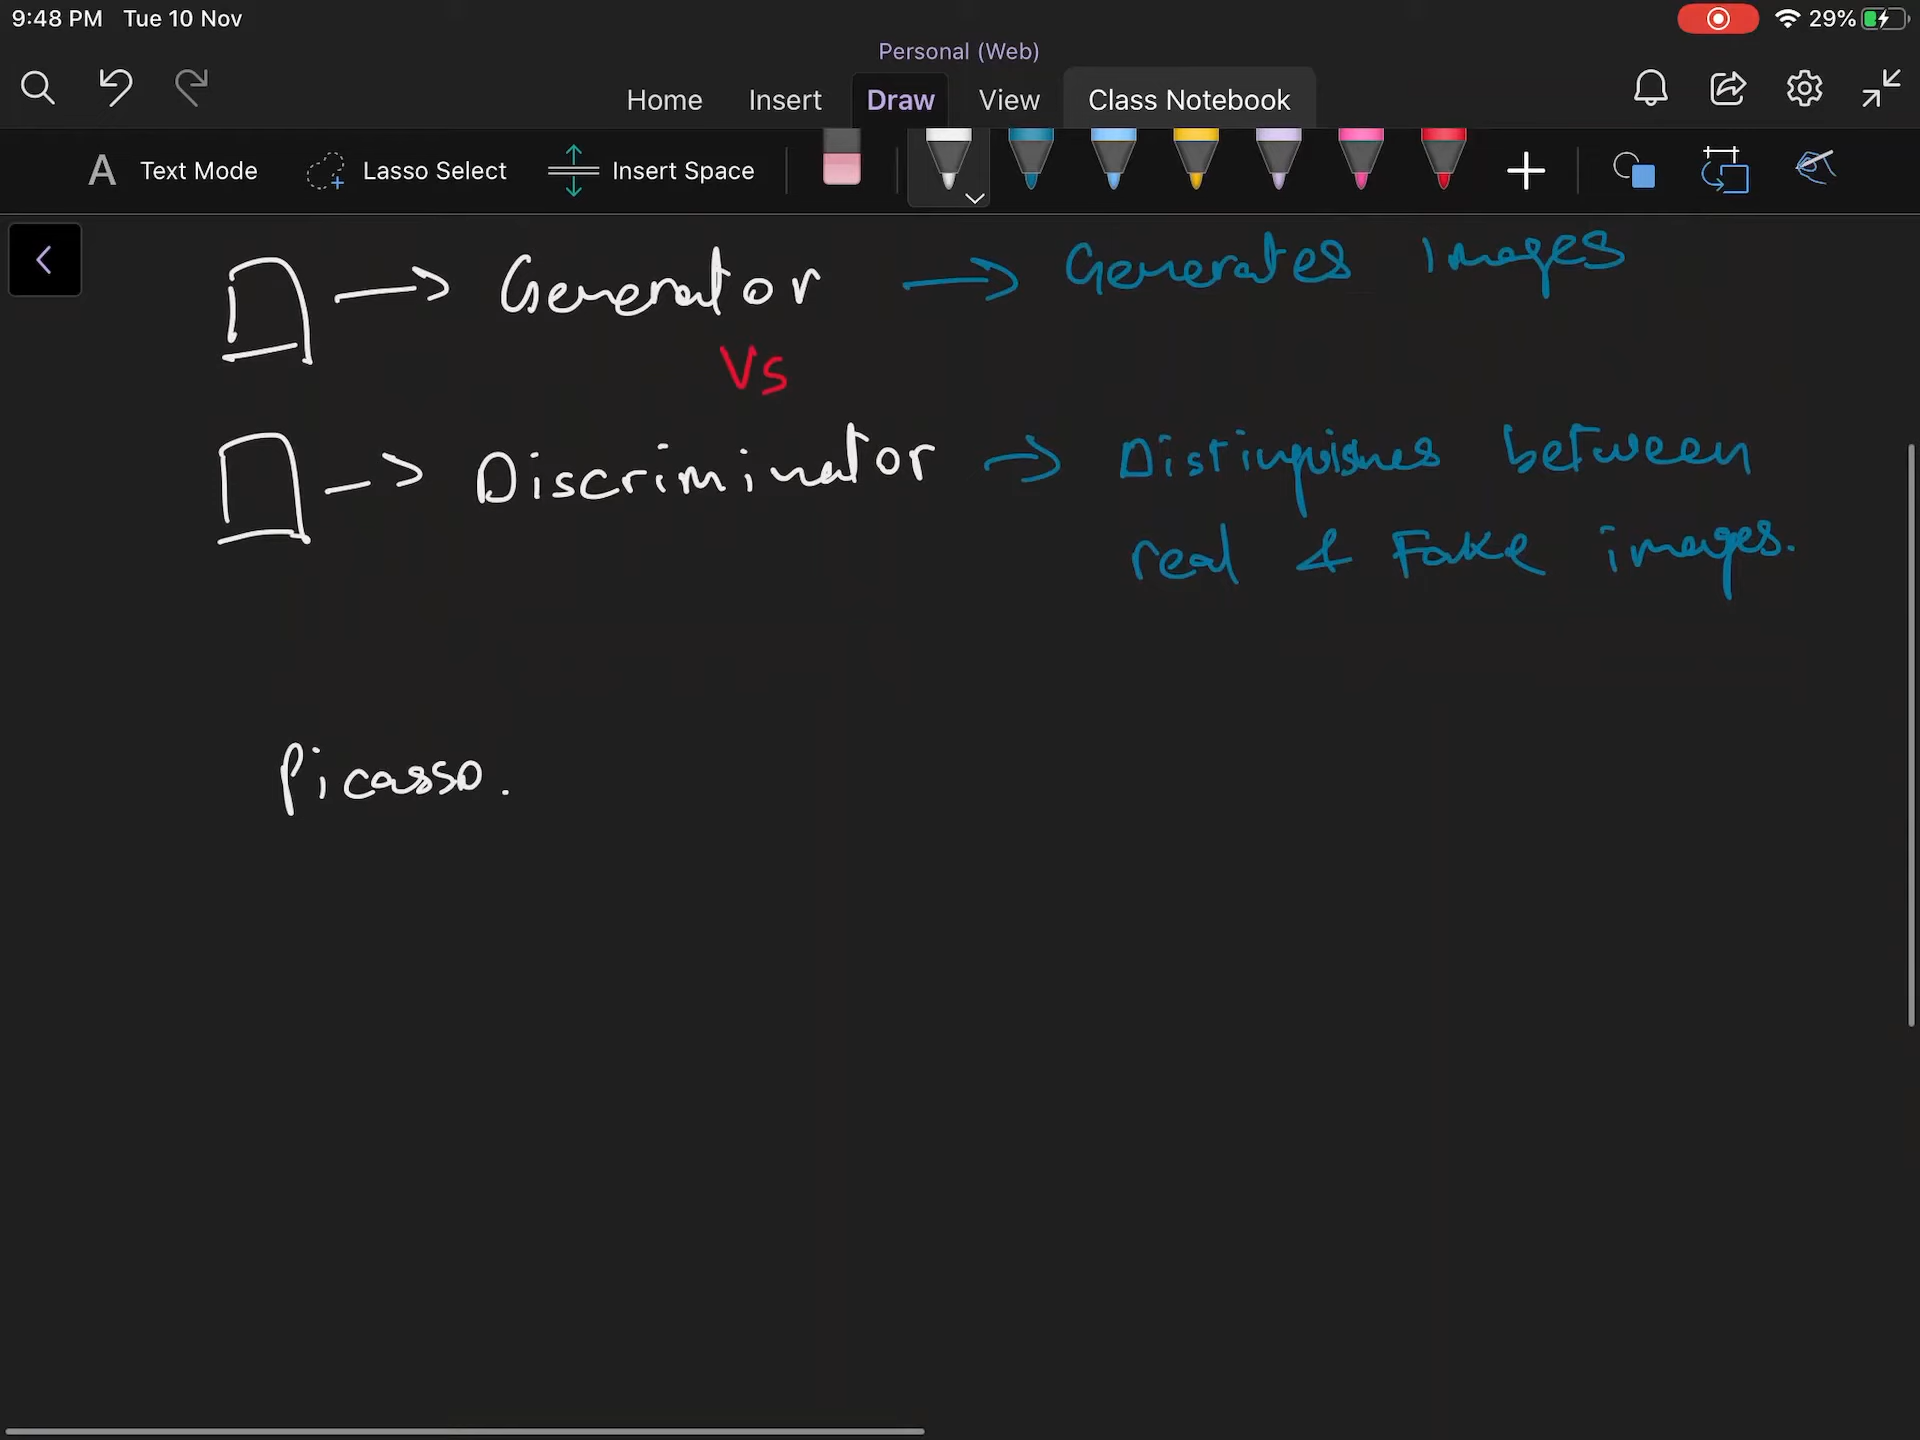 9:48 PM Tue 10 Nov 29%
Personal (Web)
Home Insert Draw View Class Notebook
A Text Mode Lasso Select Insert Space
Generator → Generates Images
Vs
Discriminator → Distinguishes between
real & Fake images.
Picasso.